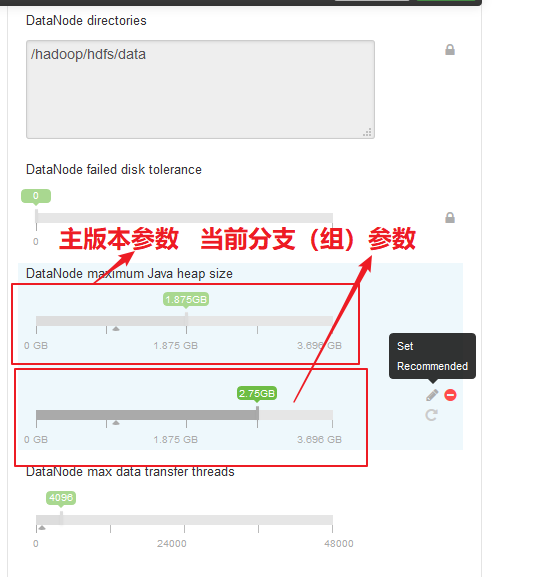 DataNode directories
/hadoop/hdfs/data
DataNode failed disk tolerance
0
0
主版本参数 当前分支（组）参数
DataNode maximum Java heap size
1.875GB
0 GB 1.875 GB 3.696 GB
Set
Recommended
2.75GB
0 GB 1.875 GB 3.696 GB
DataNode max data transfer threads
4096
0 24000 48000